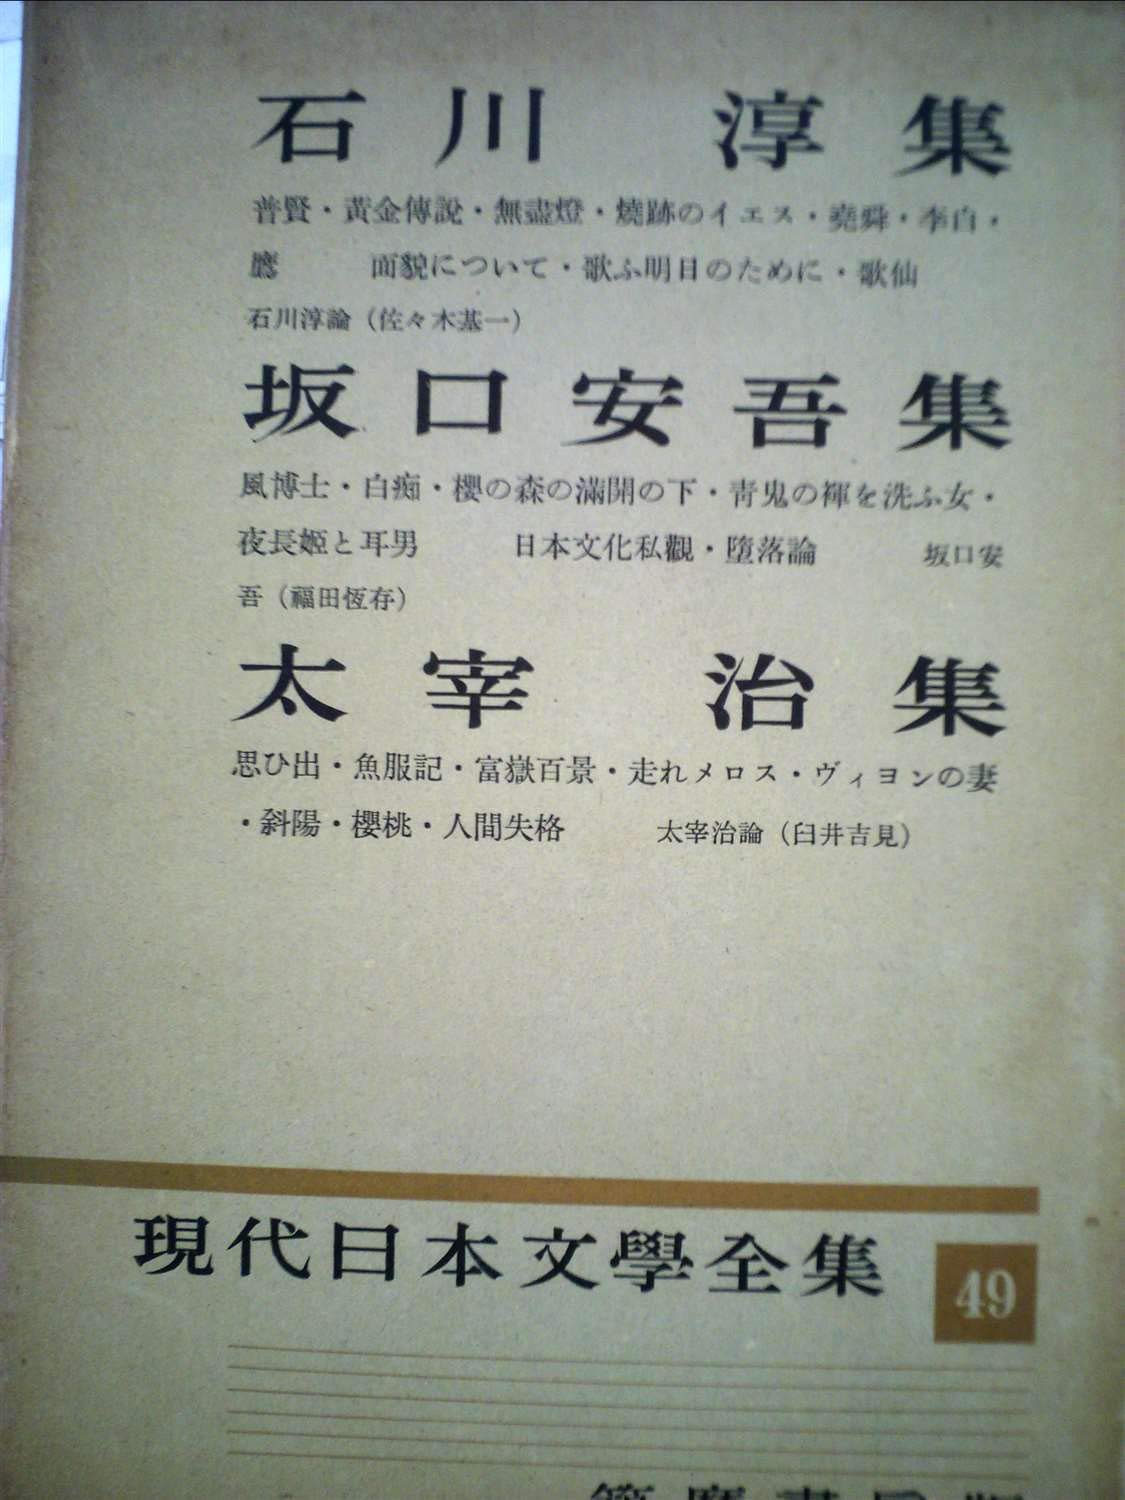 石川 淳集
普賢・黃金傳說・無盡燈・燒跡のイエス・堯舜・李白・
鷹 面貌について・歌ふ明日のために・歌仙
石川淳論（佐々木基一）
坂口安吾集
風博士・白痴・櫻の森の滿開の下・靑鬼の褌を洗ふ女・
夜長姬と耳男 日本文化私觀・墮落論 坂口安
吾（福田恆存）
太宰 治集
思ひ出・魚服記・富嶽百景・走れメロス・ヴィヨンの妻
・斜陽・櫻桃・人間失格 太宰治論（臼井吉見）
現代日本文學全集 49
筑摩書房版